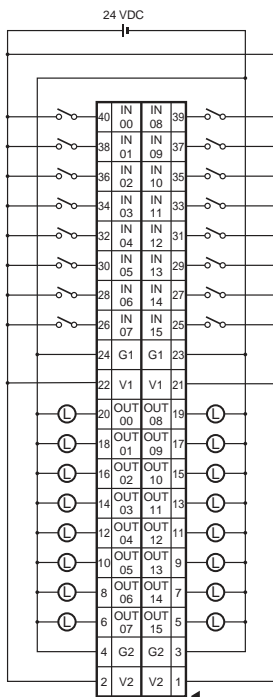 24 VDC
40 IN 00 IN 08 39
38 IN 01 IN 09 37
36 IN 02 IN 10 35
34 IN 03 IN 11 33
32 IN 04 IN 12 31
30 IN 05 IN 13 29
28 IN 06 IN 14 27
26 IN 07 IN 15 25
24 G1 G1 23
22 V1 V1 21
L 20 OUT 00 OUT 08 19 L
L 18 OUT 01 OUT 09 17 L
L 16 OUT 02 OUT 10 15 L
L 14 OUT 03 OUT 11 13 L
L 12 OUT 04 OUT 12 11 L
L 10 OUT 05 OUT 13 9 L
L 8 OUT 06 OUT 14 7 L
L 6 OUT 07 OUT 15 5 L
4 G2 G2 3
2 V2 V2 1